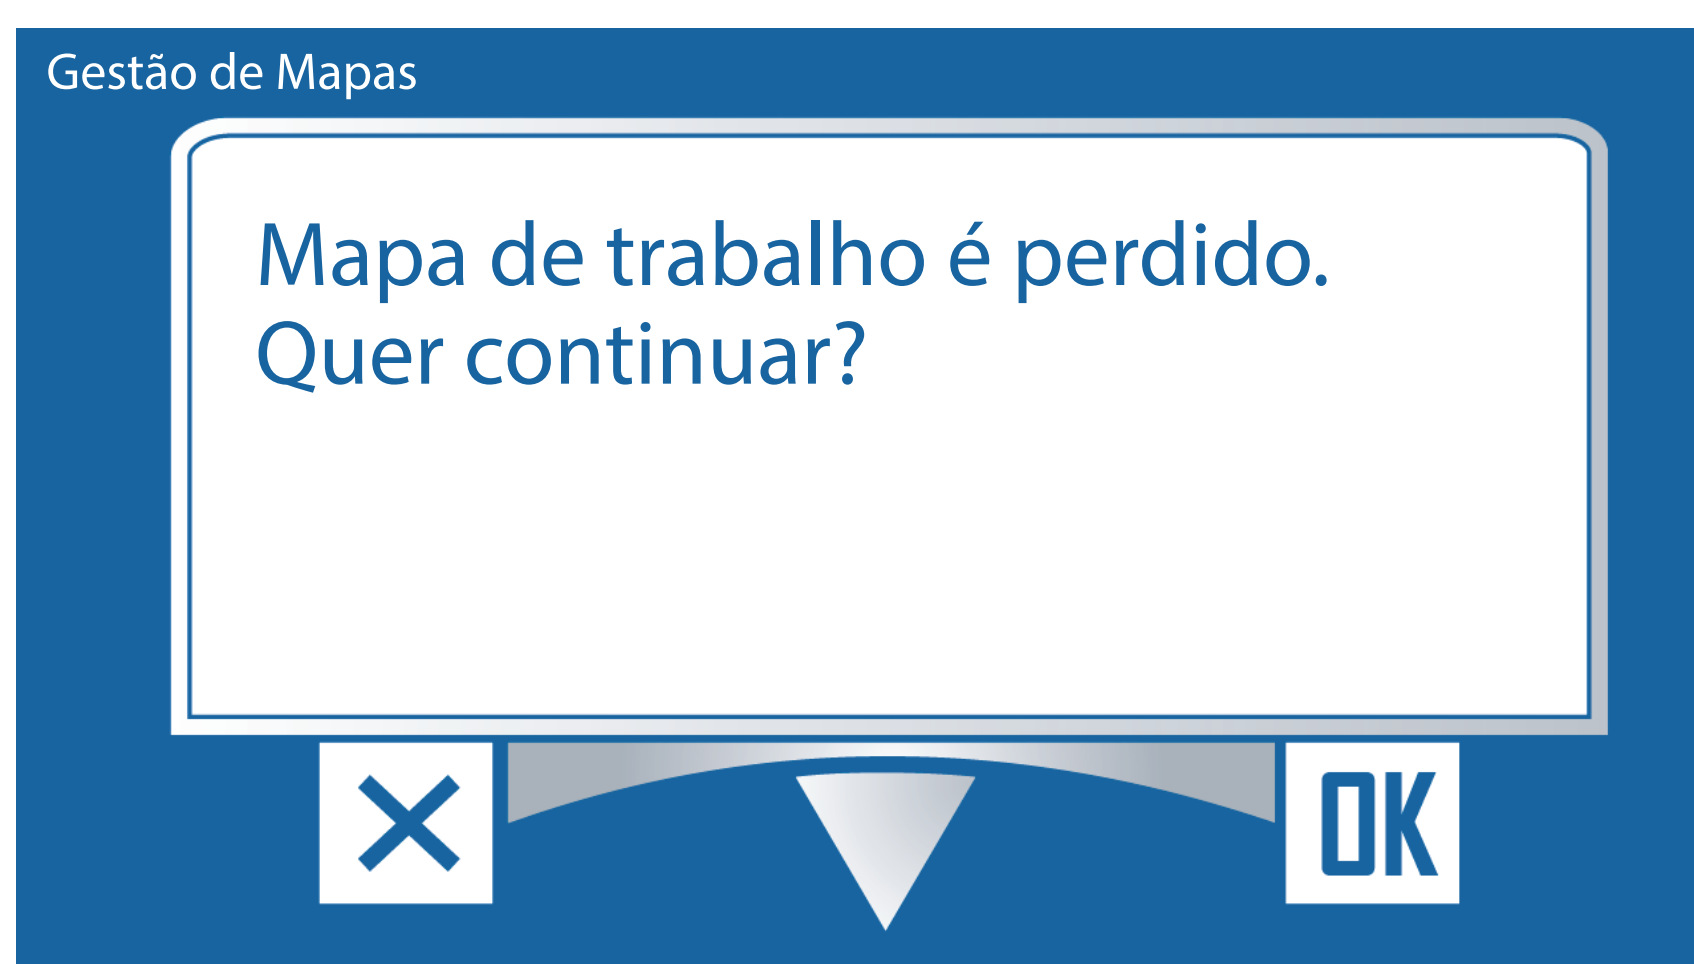 Gestão de Mapas
Mapa de trabalho é perdido.
Quer continuar?
OK